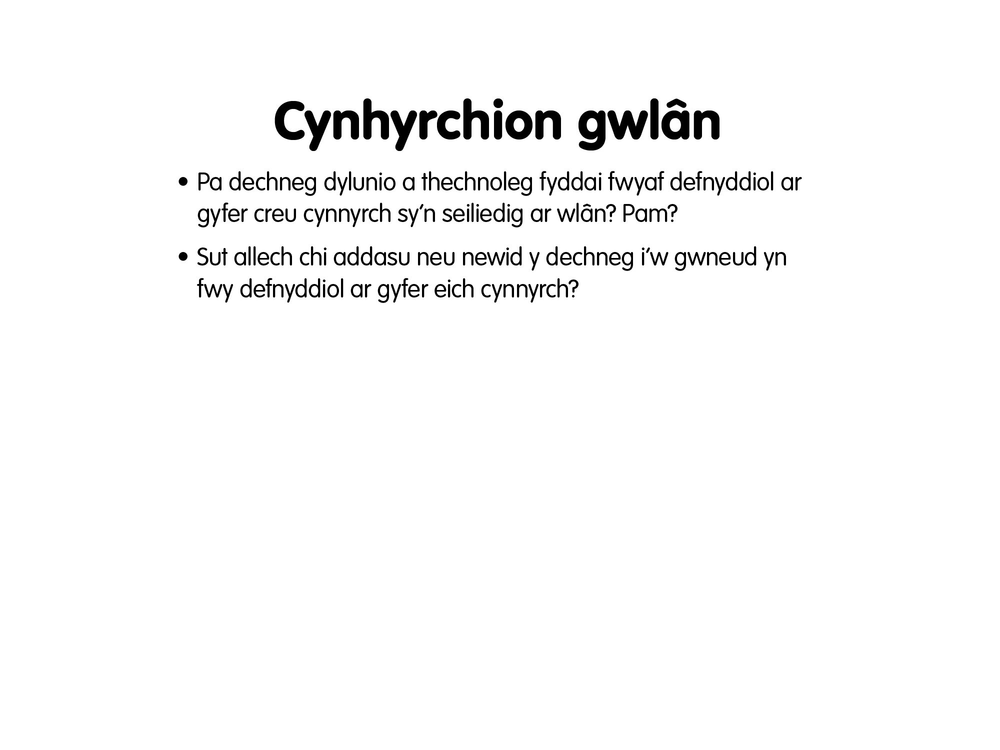 Cynhyrchion gwlân
• Pa dechneg dylunio a thechnoleg fyddai fwyaf defnyddiol ar
gyfer creu cynnyrch sy’n seiliedig ar wlân? Pam?
• Sut allech chi addasu neu newid y dechneg i’w gwneud yn
fwy defnyddiol ar gyfer eich cynnyrch?